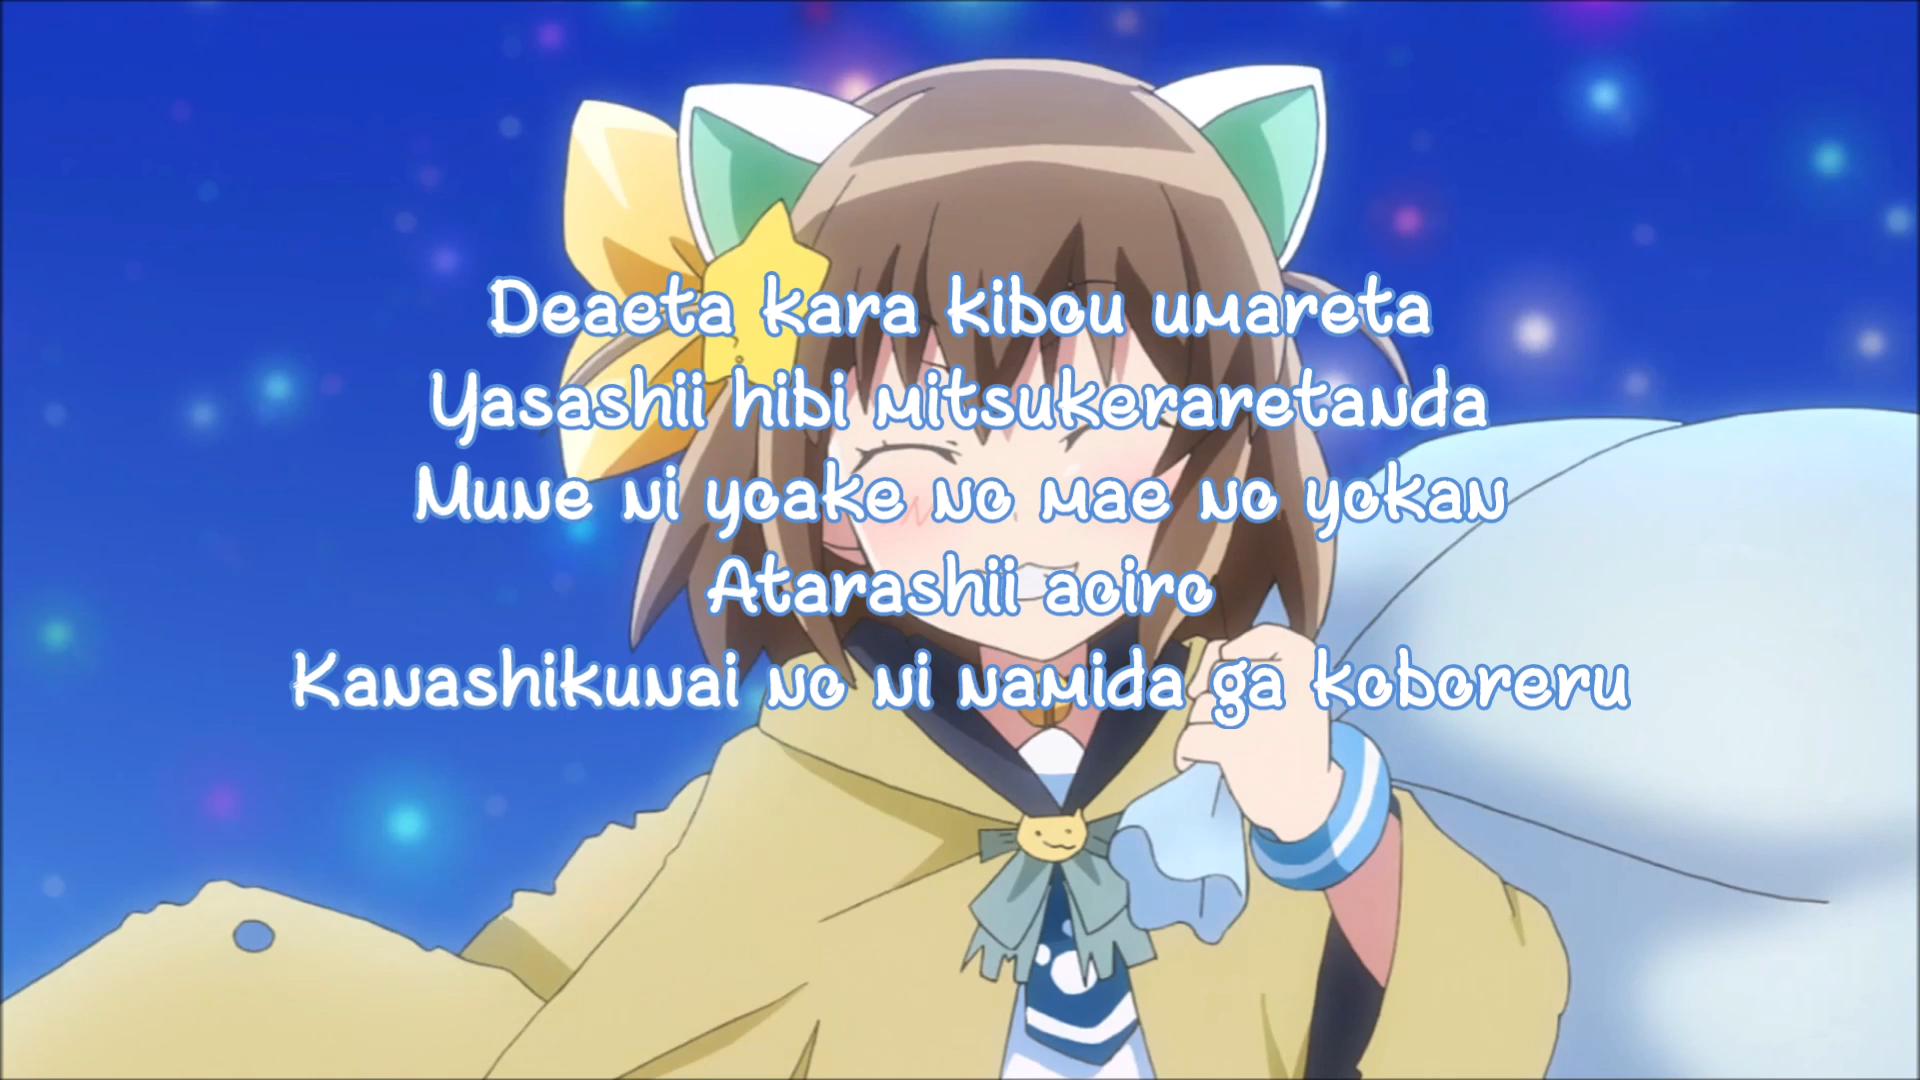 Deaeta kara kibou umareta
Yasashii hibi mitsukeraretanda
Mune ni yoake no mae no yokan
Atarashii aoiro
Kanashikunai no ni namida ga koboreru